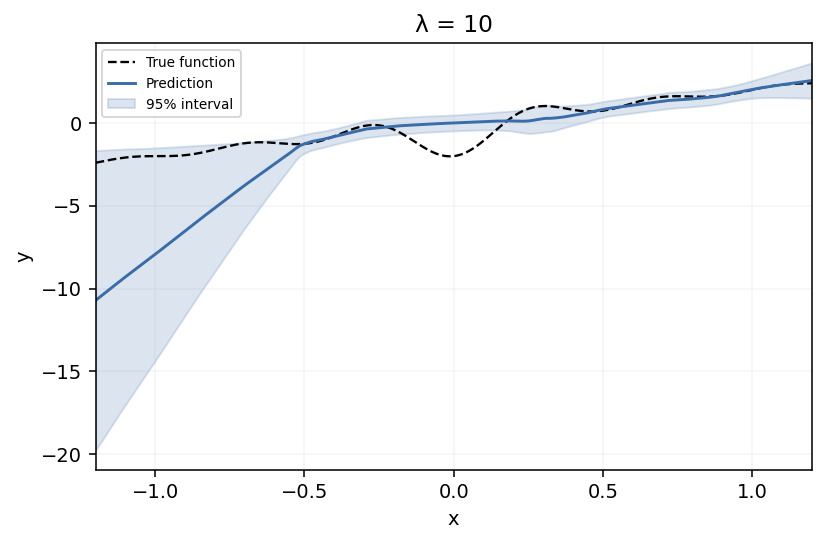 λ = 10
True function
Prediction
95% interval
y
0
−5
−10
−15
−20
−1.0 −0.5 0.0 0.5 1.0
x